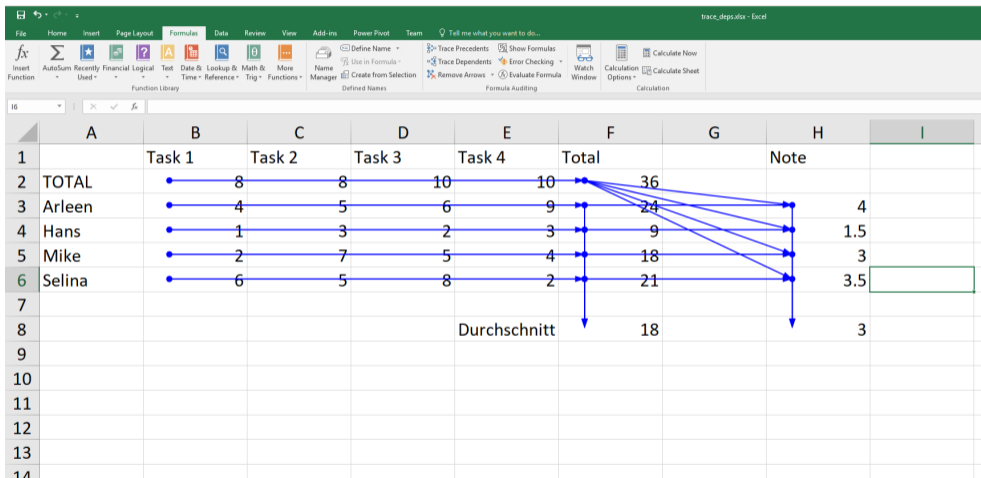 trace_deps.xlsx - Excel
File Home Insert Page Layout Formulas Data Review View Add-ins Power Pivot Team Tell me what you want to do...
fx Insert Function
AutoSum Recently Used Financial Logical Text Date & Time Lookup & Reference Math & Trig More Functions
Function Library
Name Manager
Define Name
Use in Formula
Create from Selection
Defined Names
Trace Precedents Show Formulas
Trace Dependents Error Checking
Remove Arrows Evaluate Formula
Watch Window
Formula Auditing
Calculation Options
Calculate Now
Calculate Sheet
Calculation
I6 fx
A B C D E F G H I
1 Task 1 Task 2 Task 3 Task 4 Total Note
2 TOTAL 8 8 10 10 36
3 Arleen 4 5 6 9 24 4
4 Hans 1 3 2 3 9 1.5
5 Mike 2 7 5 4 18 3
6 Selina 6 5 8 2 21 3.5
7
8 Durchschnitt 18 3
9
10
11
12
13
14